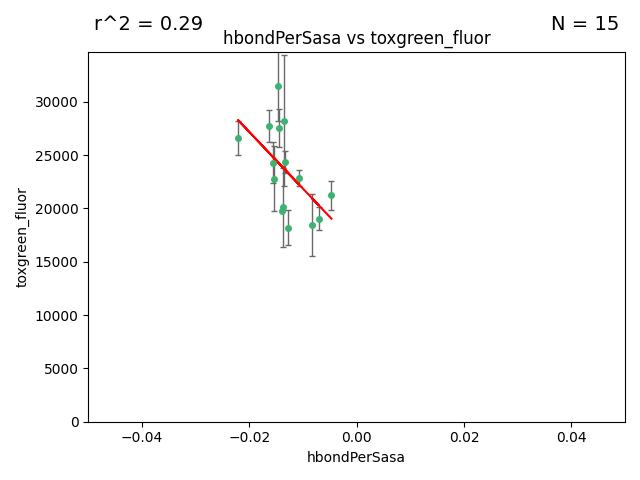 r^2 = 0.29
N = 15
hbondPerSasa vs toxgreen_fluor
30000
25000
20000
15000
10000
5000
0
toxgreen_fluor
−0.04
−0.02
0.00
0.02
0.04
hbondPerSasa